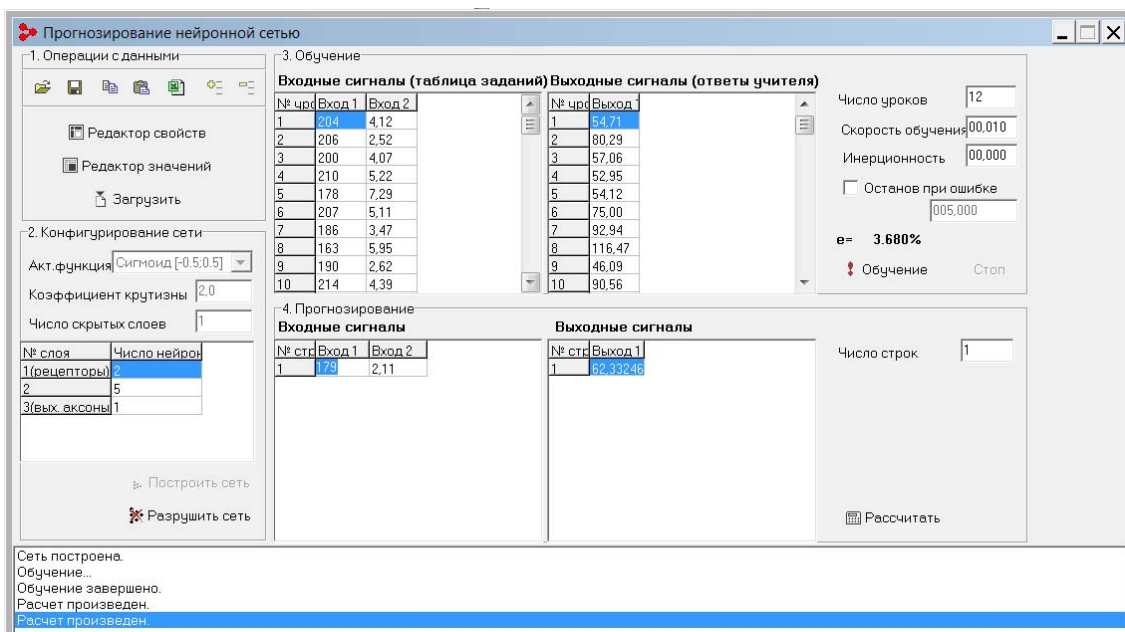 Прогнозирование нейронной сетью
1. Операции с данными
Редактор свойств
Редактор значений
Загрузить
2. Конфигурирование сети
Акт.функция Сигмоид [-0.5;0.5]
Коэффициент крутизны 2,0
Число скрытых слоев 1
№ слоя Число нейрон
1(рецепторы) 2
2 5
3(вых. аксоны 1
Построить сеть
Разрушить сеть
3. Обучение
Входные сигналы (таблица заданий) Выходные сигналы (ответы учителя)
№ урс Вход 1 Вход 2
1 204 4,12
2 206 2,52
3 200 4,07
4 210 5,22
5 178 7,29
6 207 5,11
7 186 3,47
8 163 5,95
9 190 2,62
10 214 4,39
№ урс Выход 1
1 54,71
2 80,29
3 57,06
4 52,95
5 54,12
6 75,00
7 92,94
8 116,47
9 46,09
10 90,56
Число уроков 12
Скорость обучения 00,010
Инерционность 00,000
Останов при ошибке
005,000
e= 3.680%
Обучение Стоп
4. Прогнозирование
Входные сигналы
№ стр Вход 1 Вход 2
1 179 2,11
Выходные сигналы
№ стр Выход 1
1 62,33246
Число строк 1
Рассчитать
Сеть построена.
Обучение...
Обучение завершено.
Расчет произведен.
Расчет произведен.